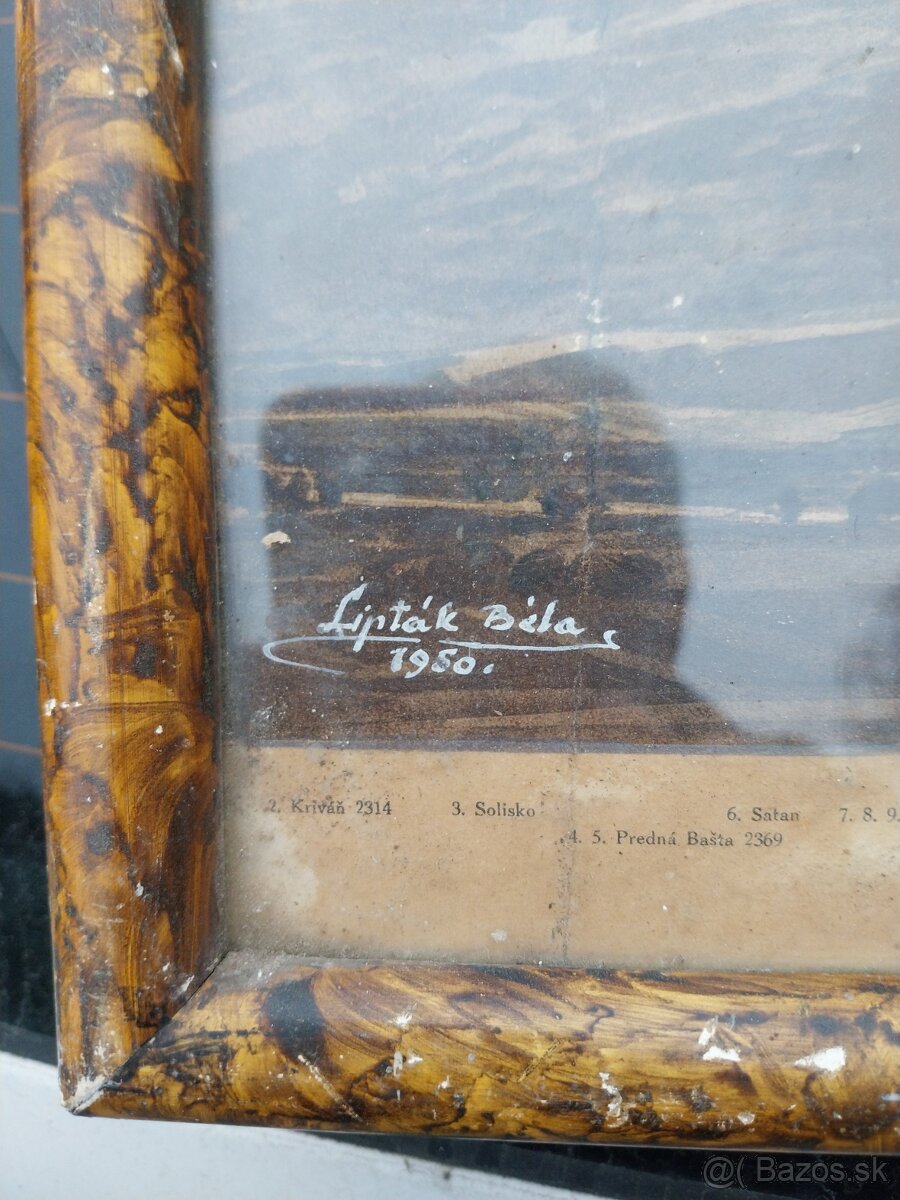 Lipták Béla
1950.
2. Kriváň 2314 3. Solisko 6. Satan 7. 8. 9.
4. 5. Predná Bašta 2369
@( Bazos.sk